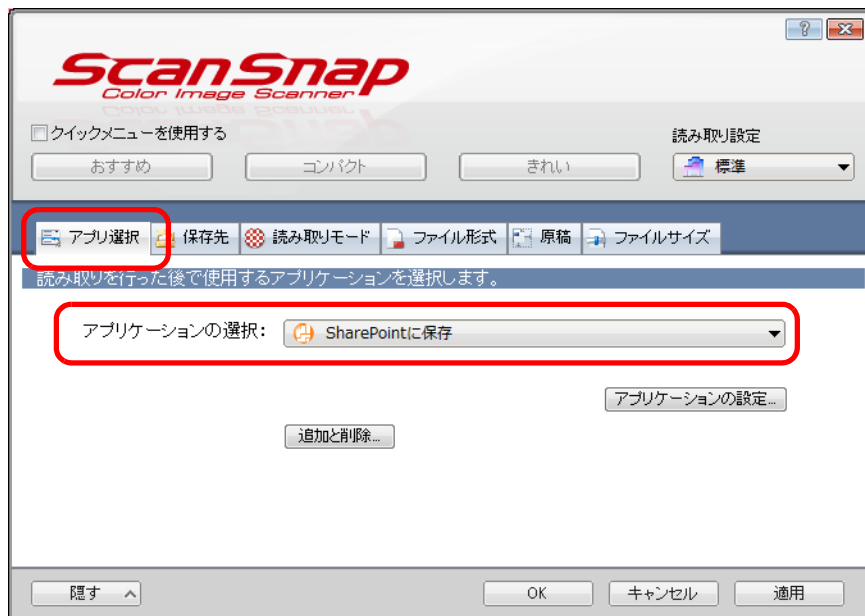 ScanSnap
Color Image Scanner
クイックメニューを使用する
読み取り設定
おすすめ
コンパクト
きれい
標準
アプリ選択
保存先
読み取りモード
ファイル形式
原稿
ファイルサイズ
読み取りを行った後で使用するアプリケーションを選択します。
アプリケーションの選択:
SharePointに保存
アプリケーションの設定...
追加と削除...
隠す
OK
キャンセル
適用